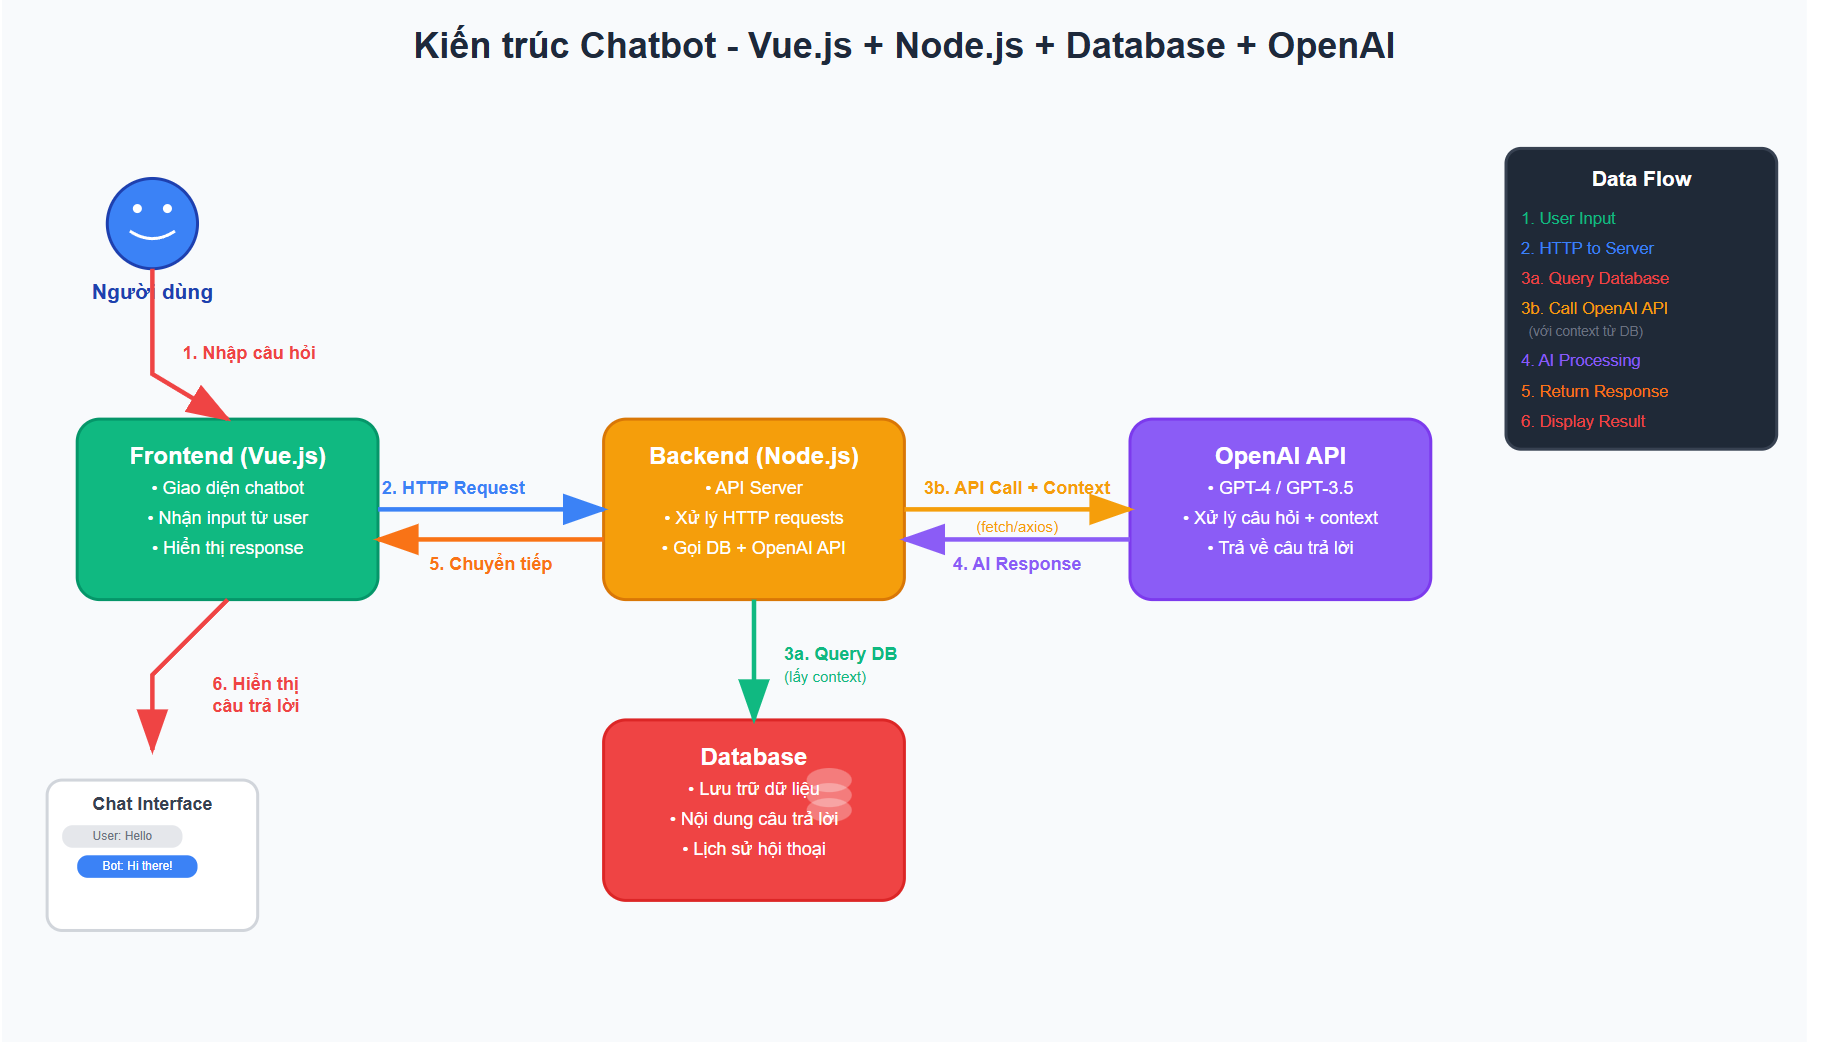 Kiến trúc Chatbot - Vue.js + Node.js + Database + OpenAI
Người dùng
1. Nhập câu hỏi
Frontend (Vue.js)
• Giao diện chatbot
• Nhận input từ user
• Hiển thị response
2. HTTP Request
5. Chuyển tiếp
Backend (Node.js)
• API Server
• Xử lý HTTP requests
• Gọi DB + OpenAI API
3b. API Call + Context
(fetch/axios)
4. AI Response
OpenAI API
• GPT-4 / GPT-3.5
• Xử lý câu hỏi + context
• Trả về câu trả lời
Data Flow
1. User Input
2. HTTP to Server
3a. Query Database
3b. Call OpenAI API
(với context từ DB)
4. AI Processing
5. Return Response
6. Display Result
3a. Query DB
(lấy context)
6. Hiển thị
câu trả lời
Database
• Lưu trữ dữ liệu
• Nội dung câu trả lời
• Lịch sử hội thoại
Chat Interface
User: Hello
Bot: Hi there!